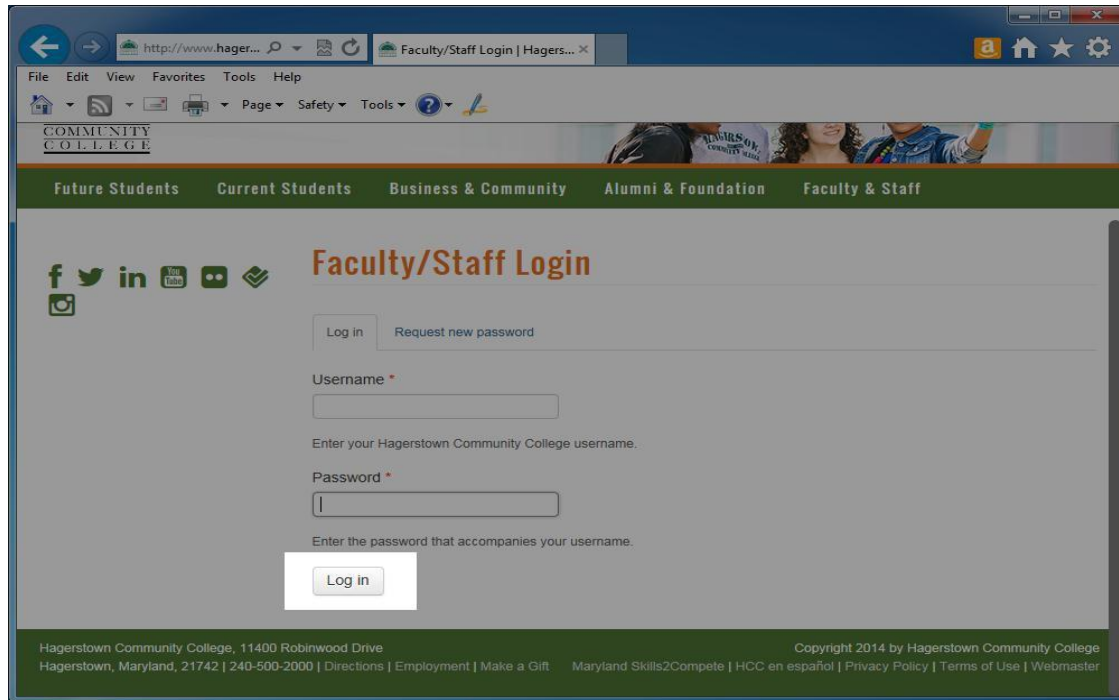 http://www.hager...
Faculty/Staff Login | Hagers...
a
File Edit View Favorites Tools Help
Page Safety Tools ?
COMMUNITY
COLLEGE
Future Students Current Students Business & Community Alumni & Foundation Faculty & Staff
Faculty/Staff Login
f in You Tube
Log in Request new password
Username *
Enter your Hagerstown Community College username.
Password *
Enter the password that accompanies your username.
Log in
Hagerstown Community College, 11400 Robinwood Drive Copyright 2014 by Hagerstown Community College
Hagerstown, Maryland, 21742 | 240-500-2000 | Directions | Employment | Make a Gift Maryland Skills2Compete | HCC en español | Privacy Policy | Terms of Use | Webmaster